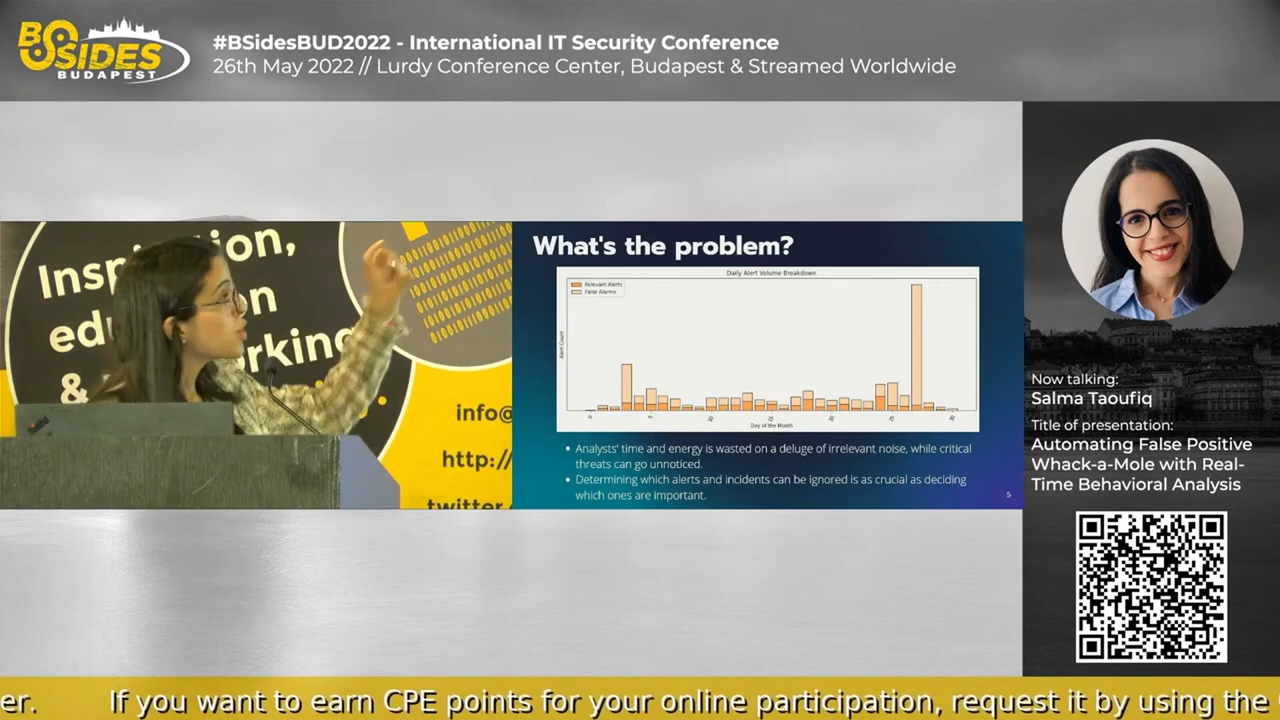 BSIDES
BUDAPEST
#BSidesBUD2022 - International IT Security Conference
26th May 2022 // Lurdy Conference Center, Budapest & Streamed Worldwide
info@
http://
twitter
What's the problem?
Daily Alert Volume Breakdown
Relevant Alerts
False Alarms
Alert Count
Day of the Month
• Analysts' time and energy is wasted on a deluge of irrelevant noise, while critical
threats can go unnoticed.
• Determining which alerts and incidents can be ignored is as crucial as deciding
which ones are important.
5
Now talking:
Salma Taoufiq
Title of presentation:
Automating False Positive
Whack-a-Mole with Real-
Time Behavioral Analysis
er. If you want to earn CPE points for your online participation, request it by using the